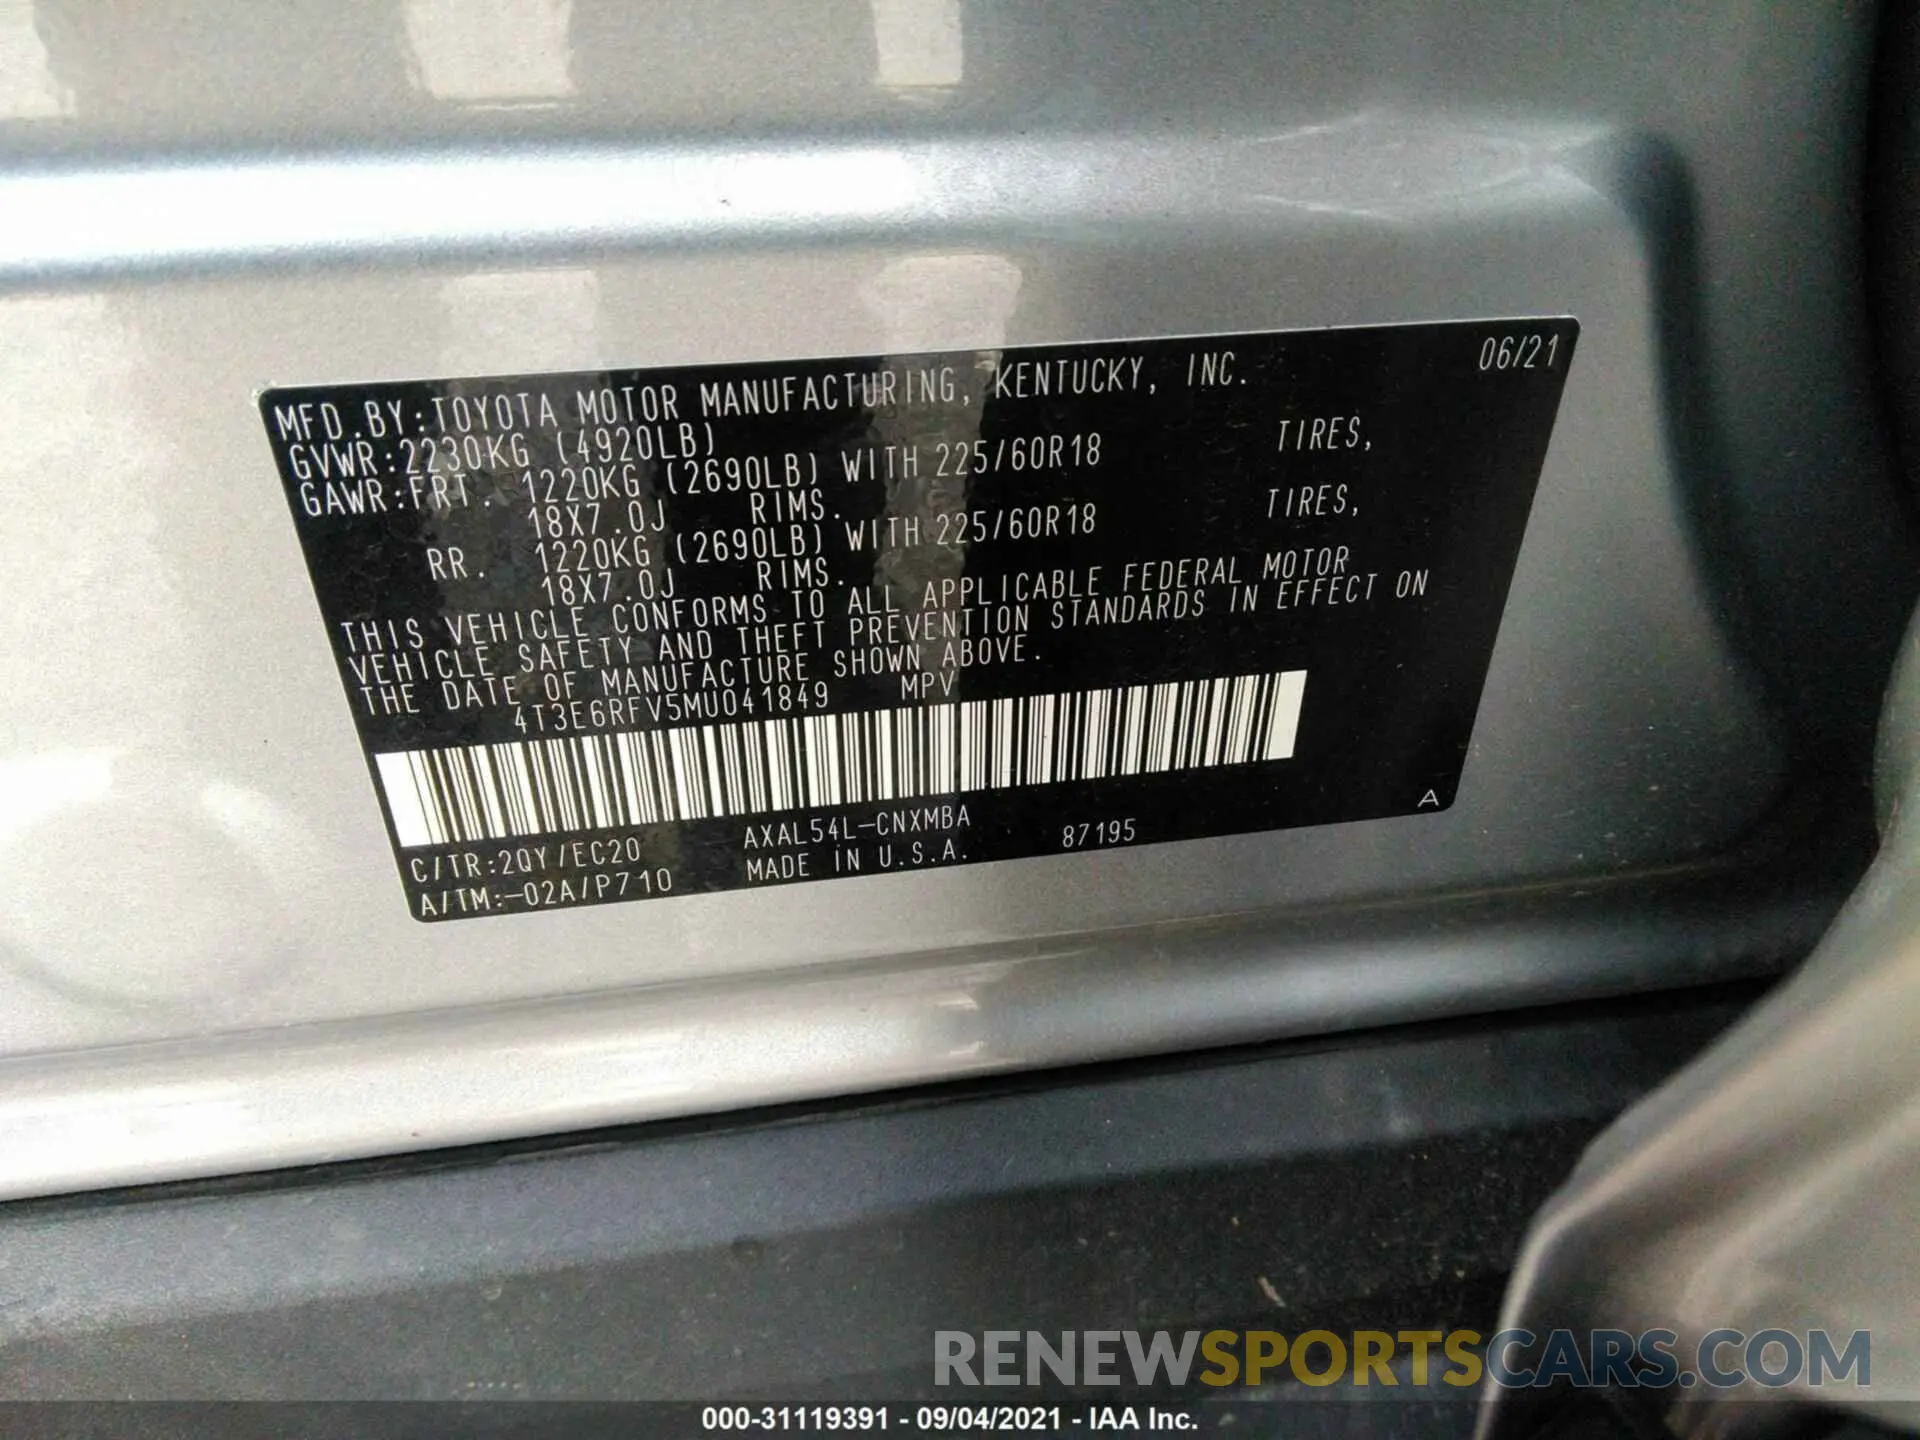 MFD.BY:TOYOTA MOTOR MANUFACTURING, KENTUCKY, INC. 06/21
GVWR:2230KG (4920LB)
GAWR:FRT. 1220KG (2690LB) WITH 225/60R18 TIRES,
18X7.0J RIMS.
RR. 1220KG (2690LB) WITH 225/60R18 TIRES,
18X7.0J RIMS.
THIS VEHICLE CONFORMS TO ALL APPLICABLE FEDERAL MOTOR
VEHICLE SAFETY AND THEFT PREVENTION STANDARDS IN EFFECT ON
THE DATE OF MANUFACTURE SHOWN ABOVE.
4T3E6RFV5MU041849 MPV
A
C/TR:2QY/EC20 AXAL54L-CNXMBA 87195
A/TM:-02A/P710 MADE IN U.S.A.
RENEWSPORTSCARS.COM
000-31119391 - 09/04/2021 - IAA Inc.